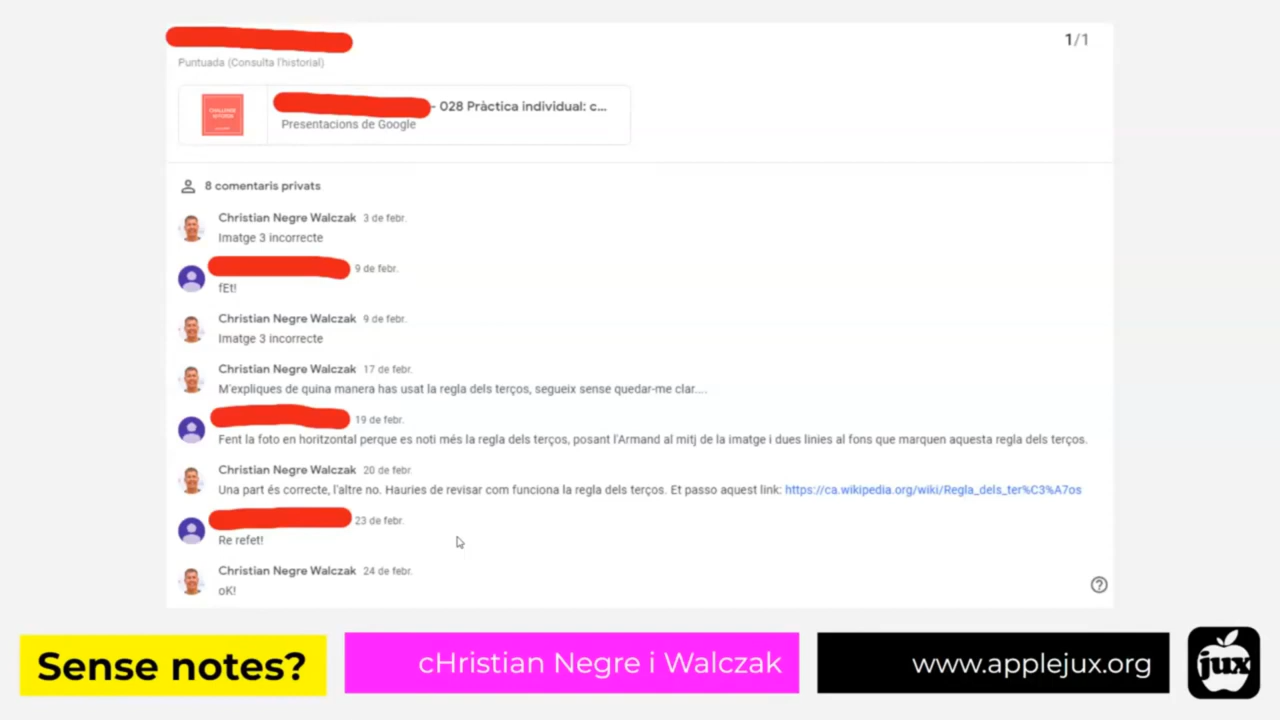 1/1
Puntuada (Consulta l'historial)
- 028 Pràctica individual: c...
Presentacions de Google
8 comentaris privats
Christian Negre Walczak 3 de febr.
Imatge 3 incorrecte
9 de febr.
fEt!
Christian Negre Walczak 9 de febr.
Imatge 3 incorrecte
Christian Negre Walczak 17 de febr.
M'expliques de quina manera has usat la regla dels terços, segueix sense quedar-me clar....
19 de febr.
Fent la foto en horitzontal perque es noti més la regla dels terços, posant l'Armand al mitj de la imatge i dues linies al fons que marquen aquesta regla dels terços.
Christian Negre Walczak 20 de febr.
Una part és correcte, l'altre no. Hauries de revisar com funciona la regla dels terços. Et passo aquest link: https://ca.wikipedia.org/wiki/Regla_dels_ter%C3%A7os
23 de febr.
Re refet!
Christian Negre Walczak 24 de febr.
oK!
Sense notes?
cHristian Negre i Walczak
www.applejux.org
jux